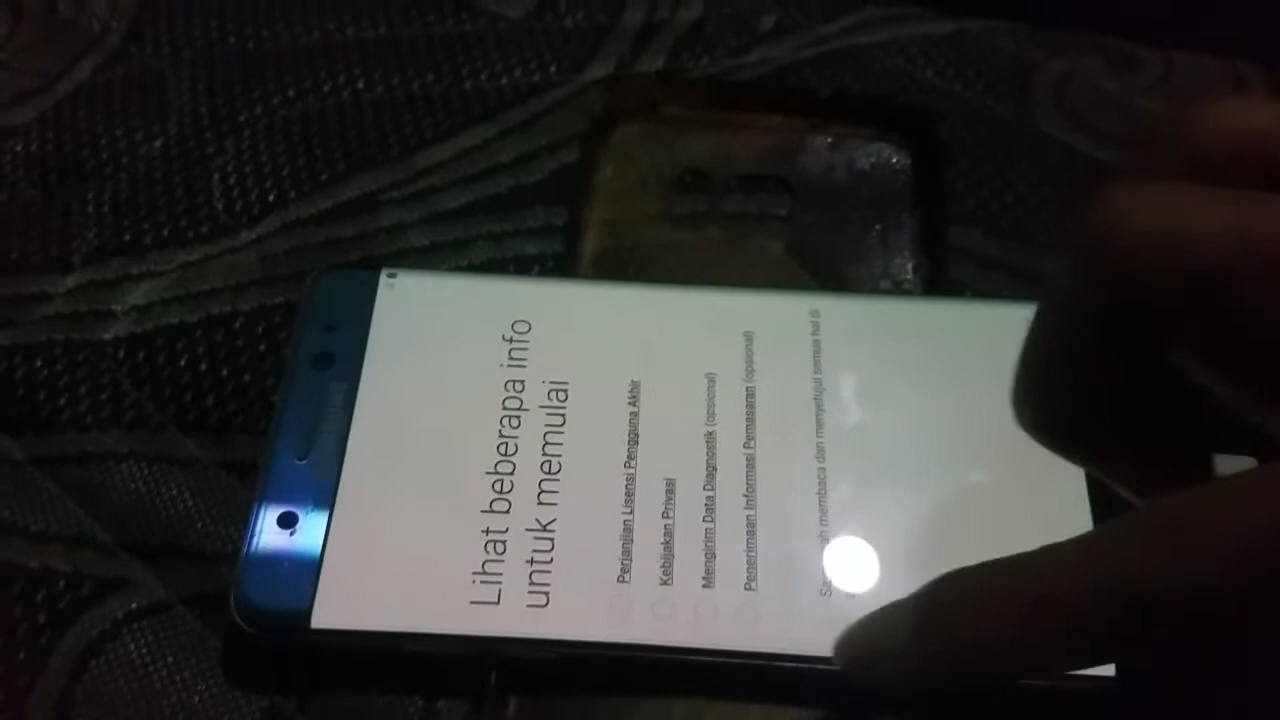 Lihat beberapa info
untuk memulai
Perjanjian Lisensi Pengguna Akhir
Kebijakan Privasi
Mengirim Data Diagnostik (opsional)
Penerimaan Informasi Pemasaran (opsional)
membaca dan menyetujui semua hal di